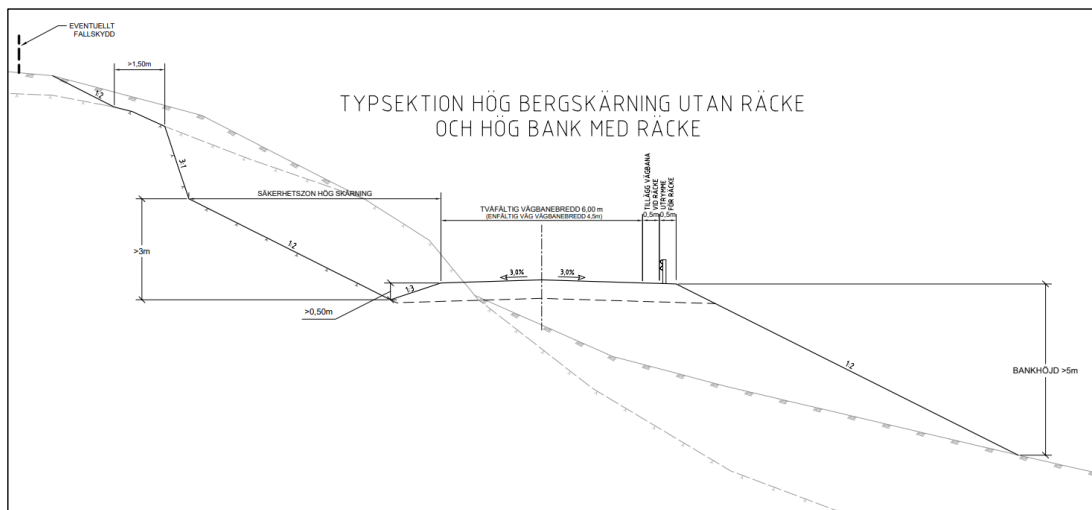 EVENTUELLT
FALLSKYDD
>1,50m
1:2
TYPSEKTION HÖG BERGSKÄRNING UTAN RÄCKE
OCH HÖG BANK MED RÄCKE
3:1
SÄKERHETSZON HÖG SKÄRNING
TVÅFÄLTIG VÄGBANEBREDD 6,00 m
(ENFÄLTIG VÄG VÄGBANEBREDD 4,5m)
TILLÄGG VÄGBANA
VID RÄCKE
UTRYMME
FÖR RÄCKE
0,5m
0,5m
>3m
1:2
3,0%
3,0%
1:3
>0,50m
1:2
BANKHÖJD >5m